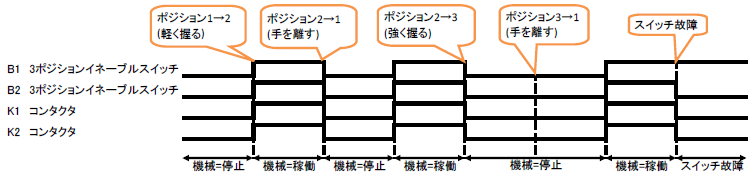 ポジション1→2
(軽く握る)
ポジション2→1
(手を離す)
ポジション2→3
(強く握る)
ポジション3→1
(手を離す)
スイッチ故障
B1 3ポジションイネーブルスイッチ
B2 3ポジションイネーブルスイッチ
K1 コンタクタ
K2 コンタクタ
機械=停止 機械=稼働 機械=停止 機械=稼働 機械=停止 機械=稼働 スイッチ故障